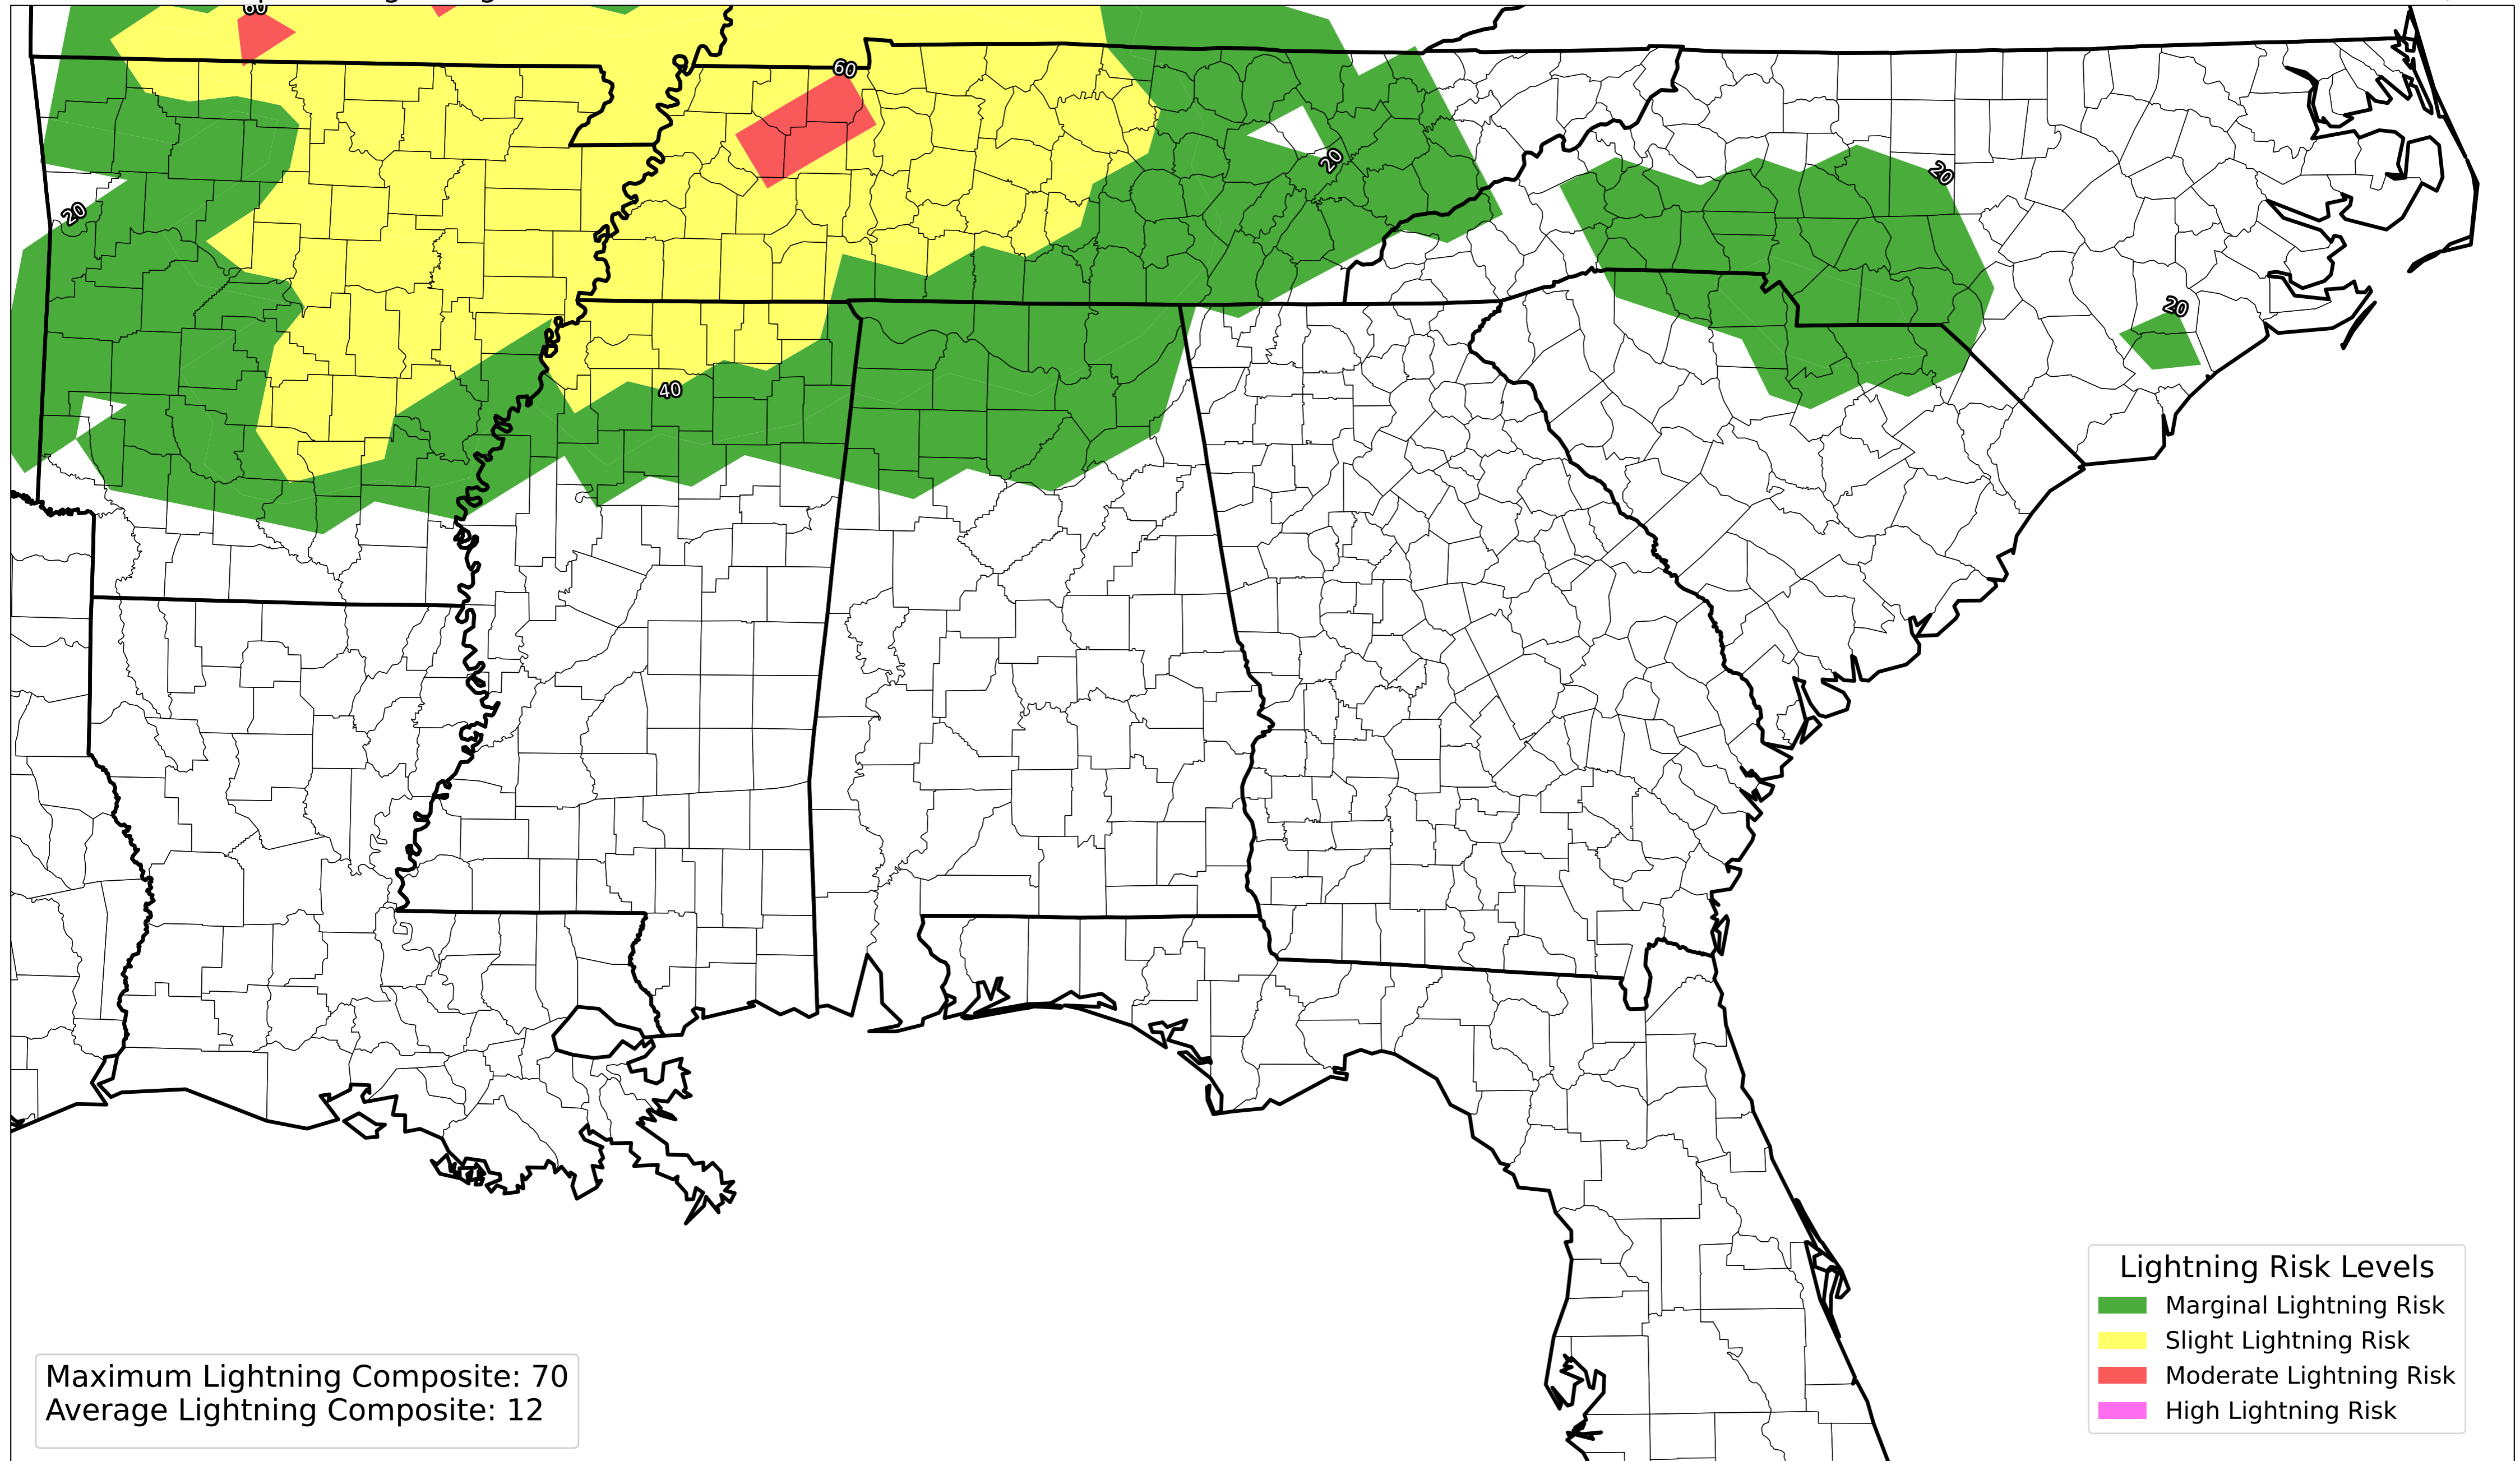 60
60
20
20
20
20
40
Lightning Risk Levels
Marginal Lightning Risk
Slight Lightning Risk
Moderate Lightning Risk
High Lightning Risk
Maximum Lightning Composite: 70
Average Lightning Composite: 12